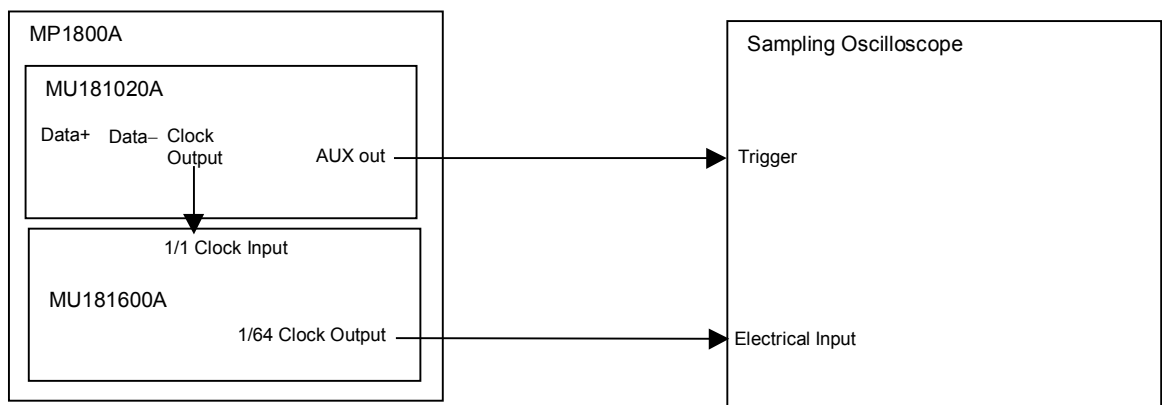 MP1800A
MU181020A
Data+ Data– Clock
Output
AUX out
1/1 Clock Input
MU181600A
1/64 Clock Output
Sampling Oscilloscope
Trigger
Electrical Input